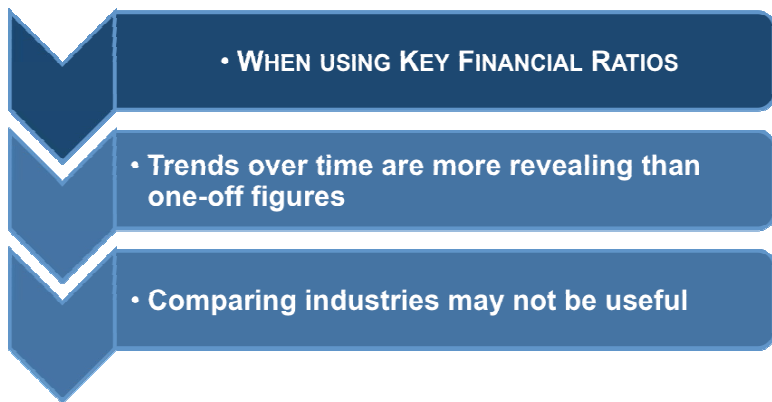 • WHEN USING KEY FINANCIAL RATIOS
• Trends over time are more revealing than
one-off figures
• Comparing industries may not be useful